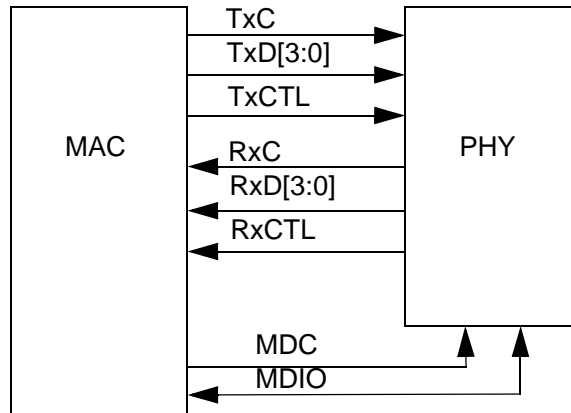 TxC
TxD[3:0]
TxCTL
MAC
PHY
RxC
RxD[3:0]
RxCTL
MDC
MDIO